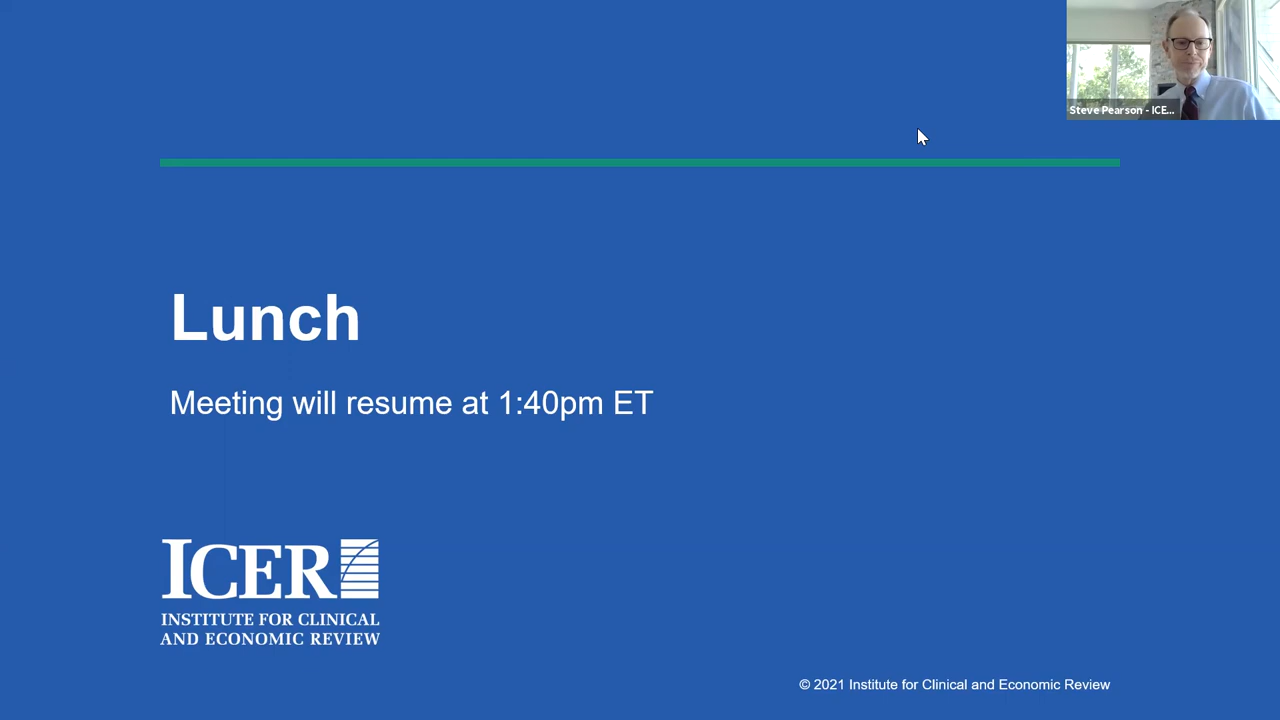 Steve Pearson - ICE...
Lunch
Meeting will resume at 1:40pm ET
ICER
INSTITUTE FOR CLINICAL
AND ECONOMIC REVIEW
© 2021 Institute for Clinical and Economic Review